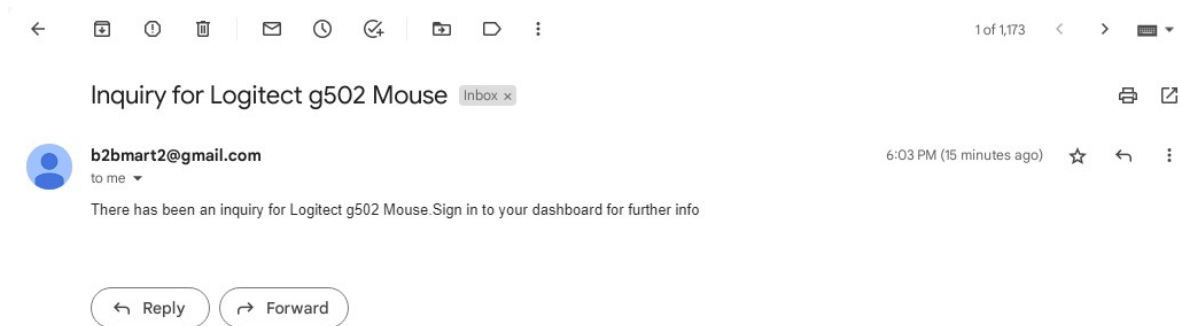 1 of 1,173
Inquiry for Logitect g502 Mouse Inbox ×
b2bmart2@gmail.com 6:03 PM (15 minutes ago)
to me
There has been an inquiry for Logitect g502 Mouse.Sign in to your dashboard for further info
Reply Forward